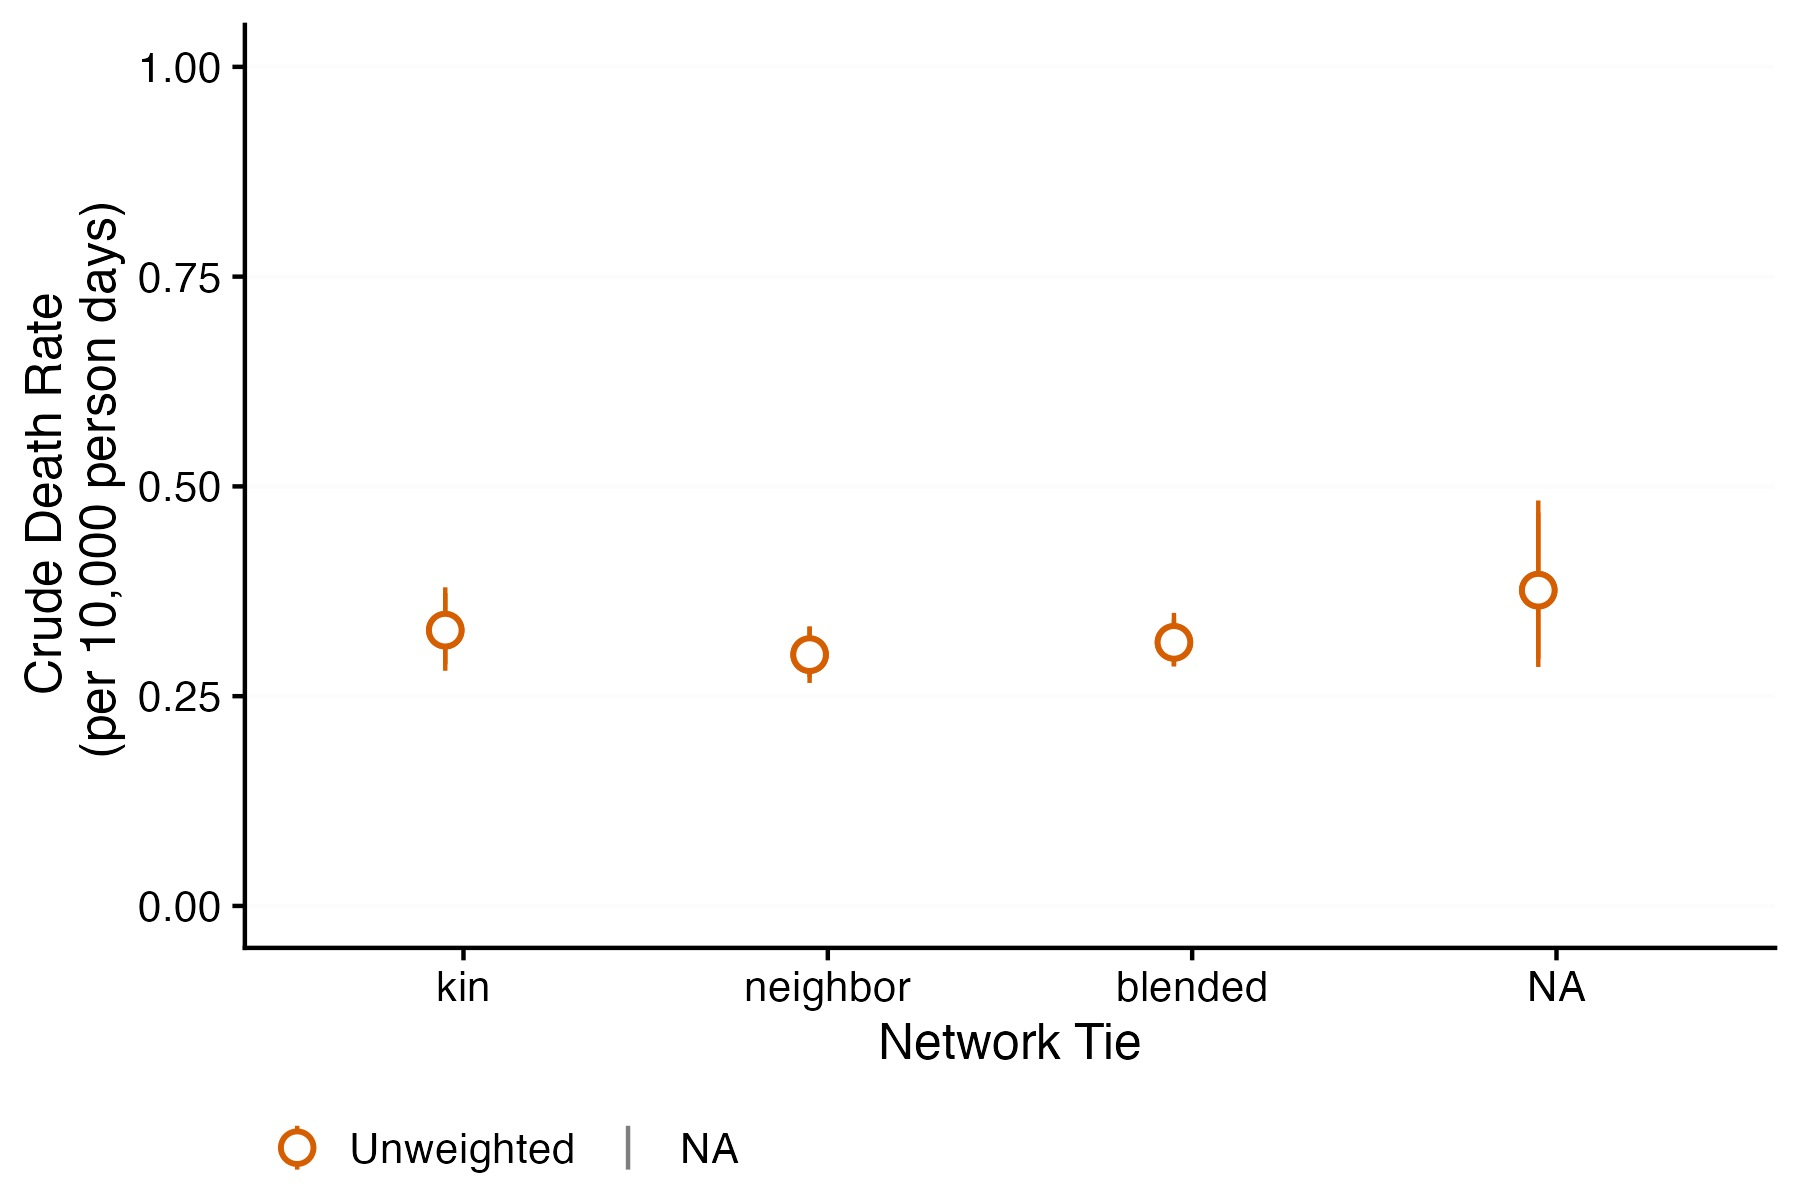 Crude Death Rate
(per 10,000 person days)
1.00
0.75
0.50
0.25
0.00
kin neighbor blended NA
Network Tie
Unweighted NA